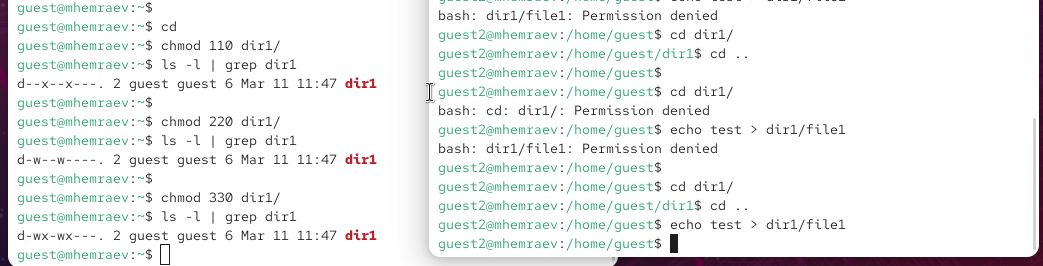 guest@mhemraev:~$
guest@mhemraev:~$ cd
guest@mhemraev:~$ chmod 110 dir1/
guest@mhemraev:~$ ls -l | grep dir1
d--x--x---. 2 guest guest 6 Mar 11 11:47 dir1
guest@mhemraev:~$
guest@mhemraev:~$ chmod 220 dir1/
guest@mhemraev:~$ ls -l | grep dir1
d-w--w----. 2 guest guest 6 Mar 11 11:47 dir1
guest@mhemraev:~$
guest@mhemraev:~$ chmod 330 dir1/
guest@mhemraev:~$ ls -l | grep dir1
d-wx-wx---. 2 guest guest 6 Mar 11 11:47 dir1
guest@mhemraev:~$
bash: dir1/file1: Permission denied
guest2@mhemraev:/home/guest$ cd dir1/
guest2@mhemraev:/home/guest/dir1$ cd ..
guest2@mhemraev:/home/guest$
guest2@mhemraev:/home/guest$ cd dir1/
bash: cd: dir1/: Permission denied
guest2@mhemraev:/home/guest$ echo test > dir1/file1
bash: dir1/file1: Permission denied
guest2@mhemraev:/home/guest$
guest2@mhemraev:/home/guest$ cd dir1/
guest2@mhemraev:/home/guest/dir1$ cd ..
guest2@mhemraev:/home/guest$ echo test > dir1/file1
guest2@mhemraev:/home/guest$